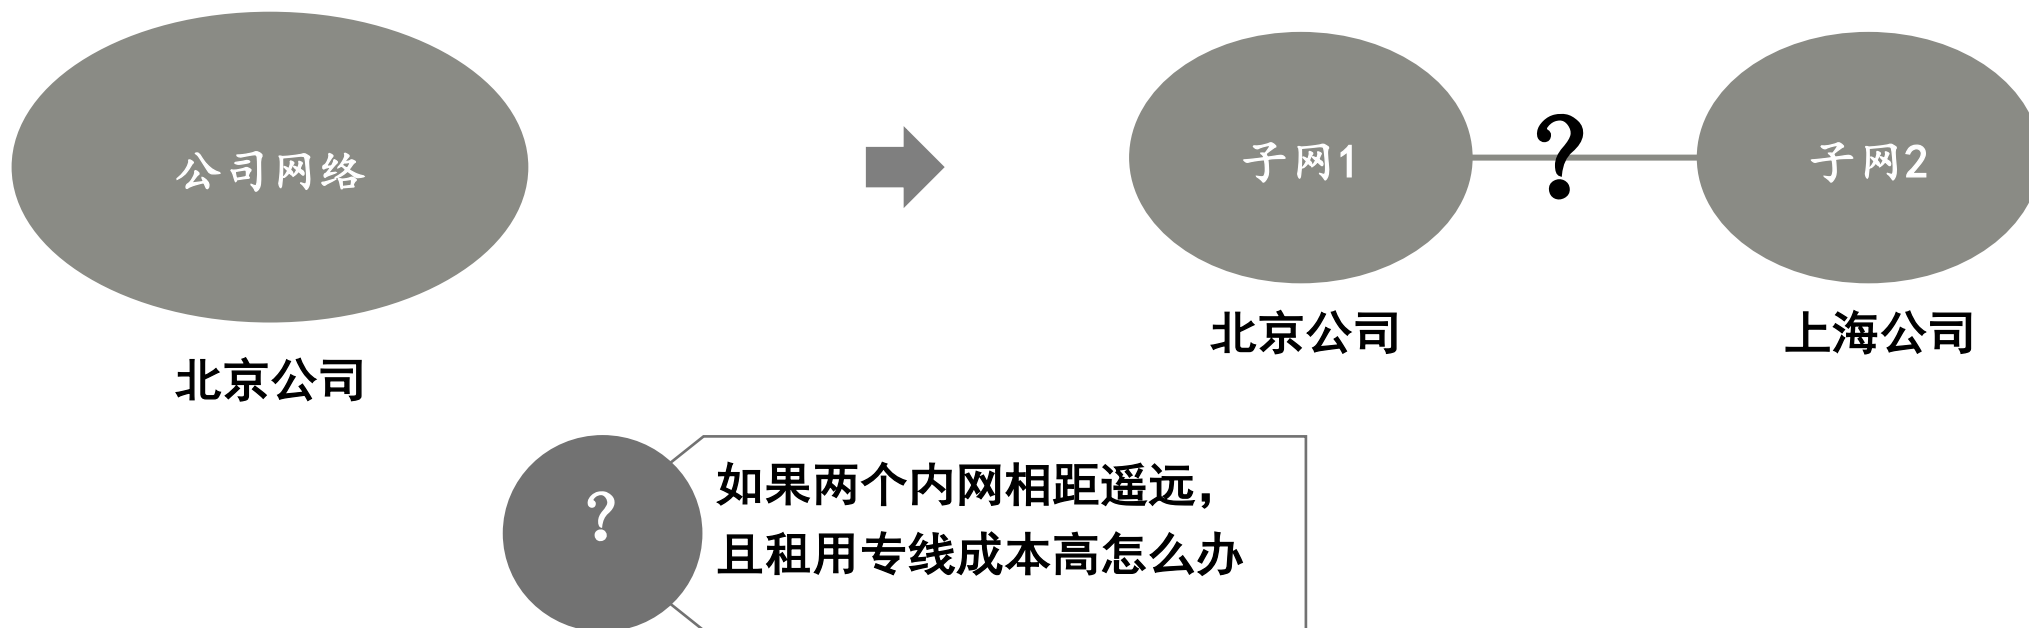 公司网络
北京公司
子网1
?
子网2
北京公司
上海公司
?
如果两个内网相距遥远，
且租用专线成本高怎么办